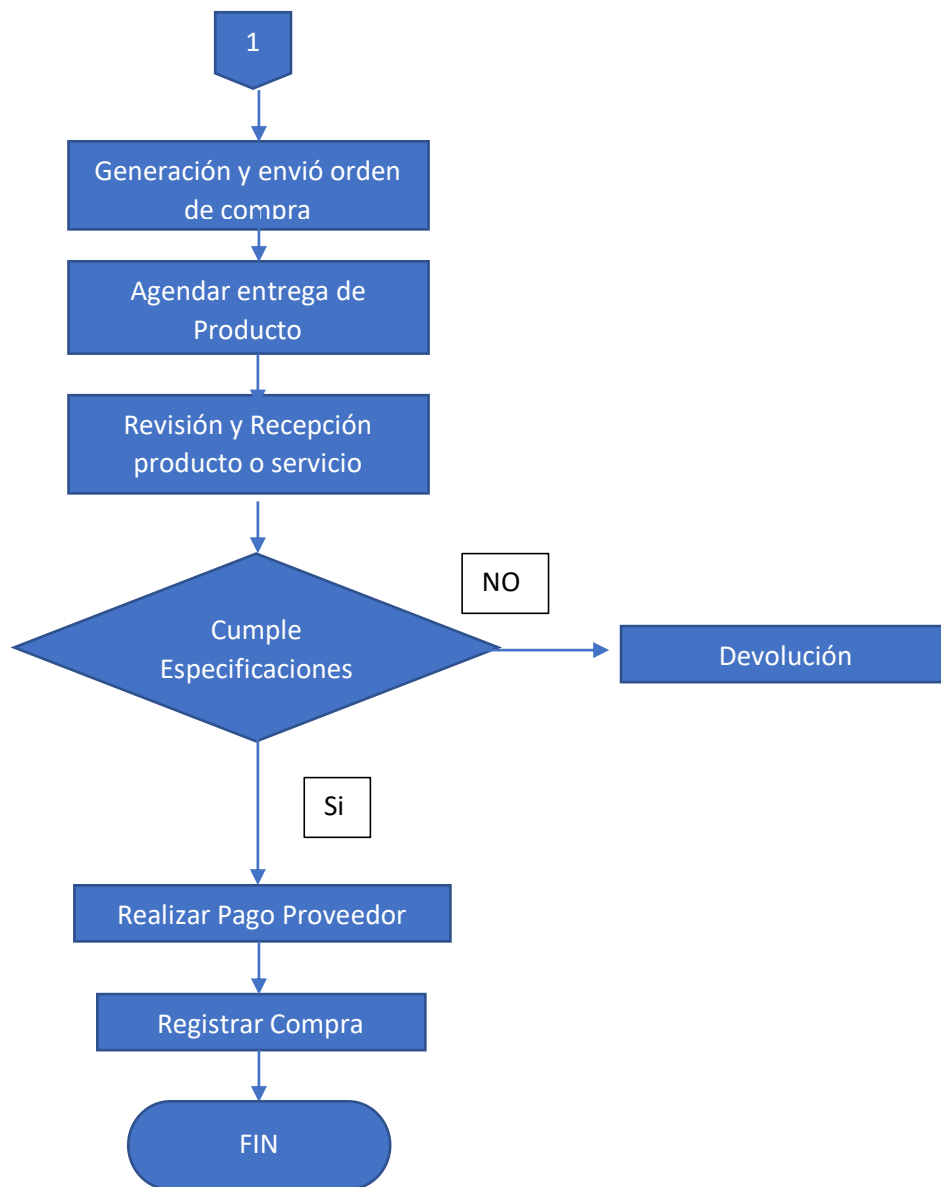 1
Generación y envió orden
de compra
Agendar entrega de
Producto
Revisión y Recepción
producto o servicio
NO
Cumple
Especificaciones
Devolución
Si
Realizar Pago Proveedor
Registrar Compra
FIN